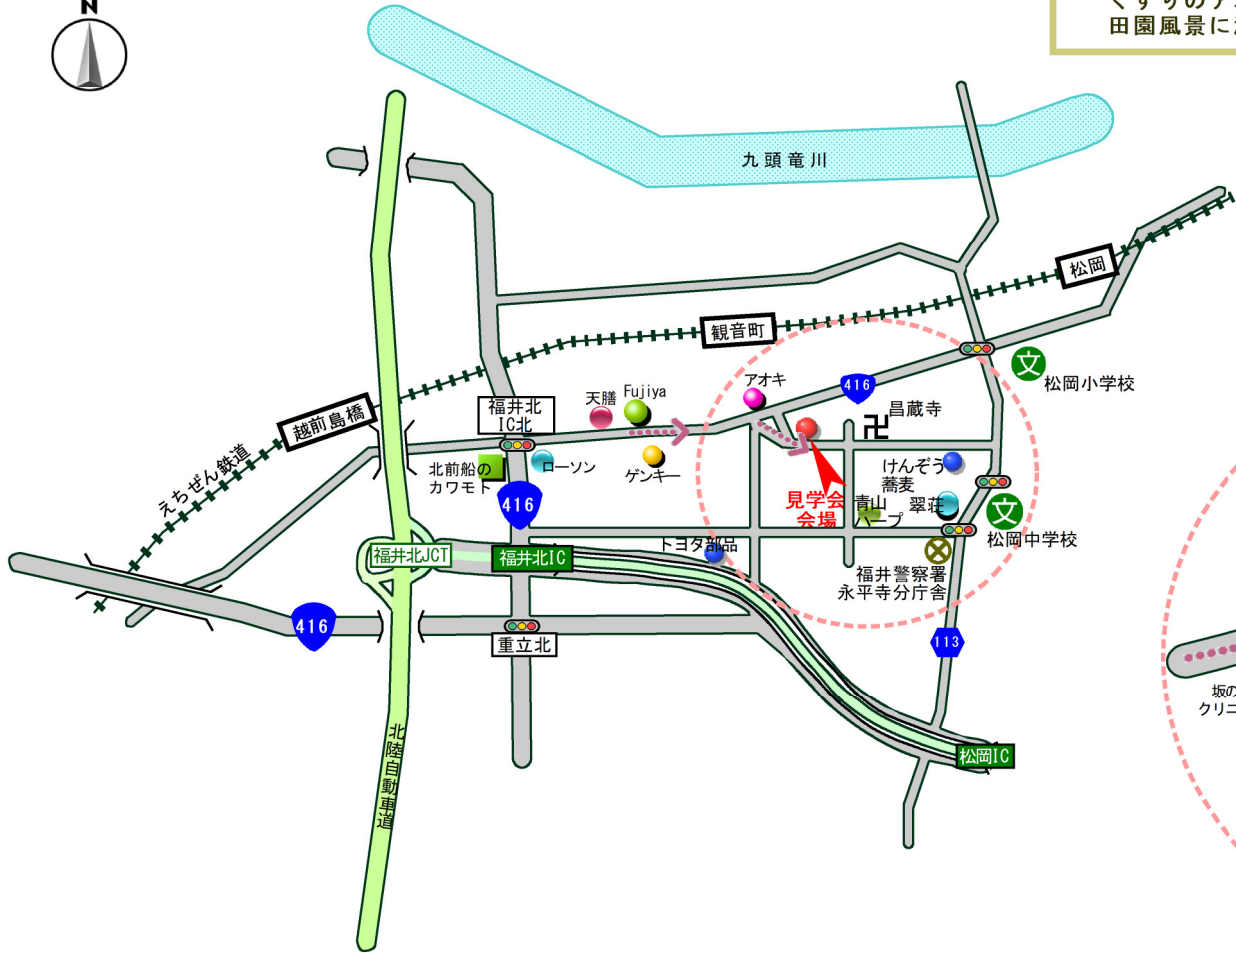 N
田園風景に
九頭竜川
松岡
観音町
越前島橋
えちぜん鉄道
福井北
IC北
天膳
Fujiya
アオキ
416
昌蔵寺
松岡小学校
北前船の
カワモト
ローソン
ゲンキー
けんぞう
蕎麦
見学会
会場
青山
ハープ
翠荘
416
松岡中学校
トヨタ部品
福井北JCT
福井北IC
福井警察署
永平寺分庁舎
416
重立北
113
坂の
クリニ
北陸自動車道
松岡IC